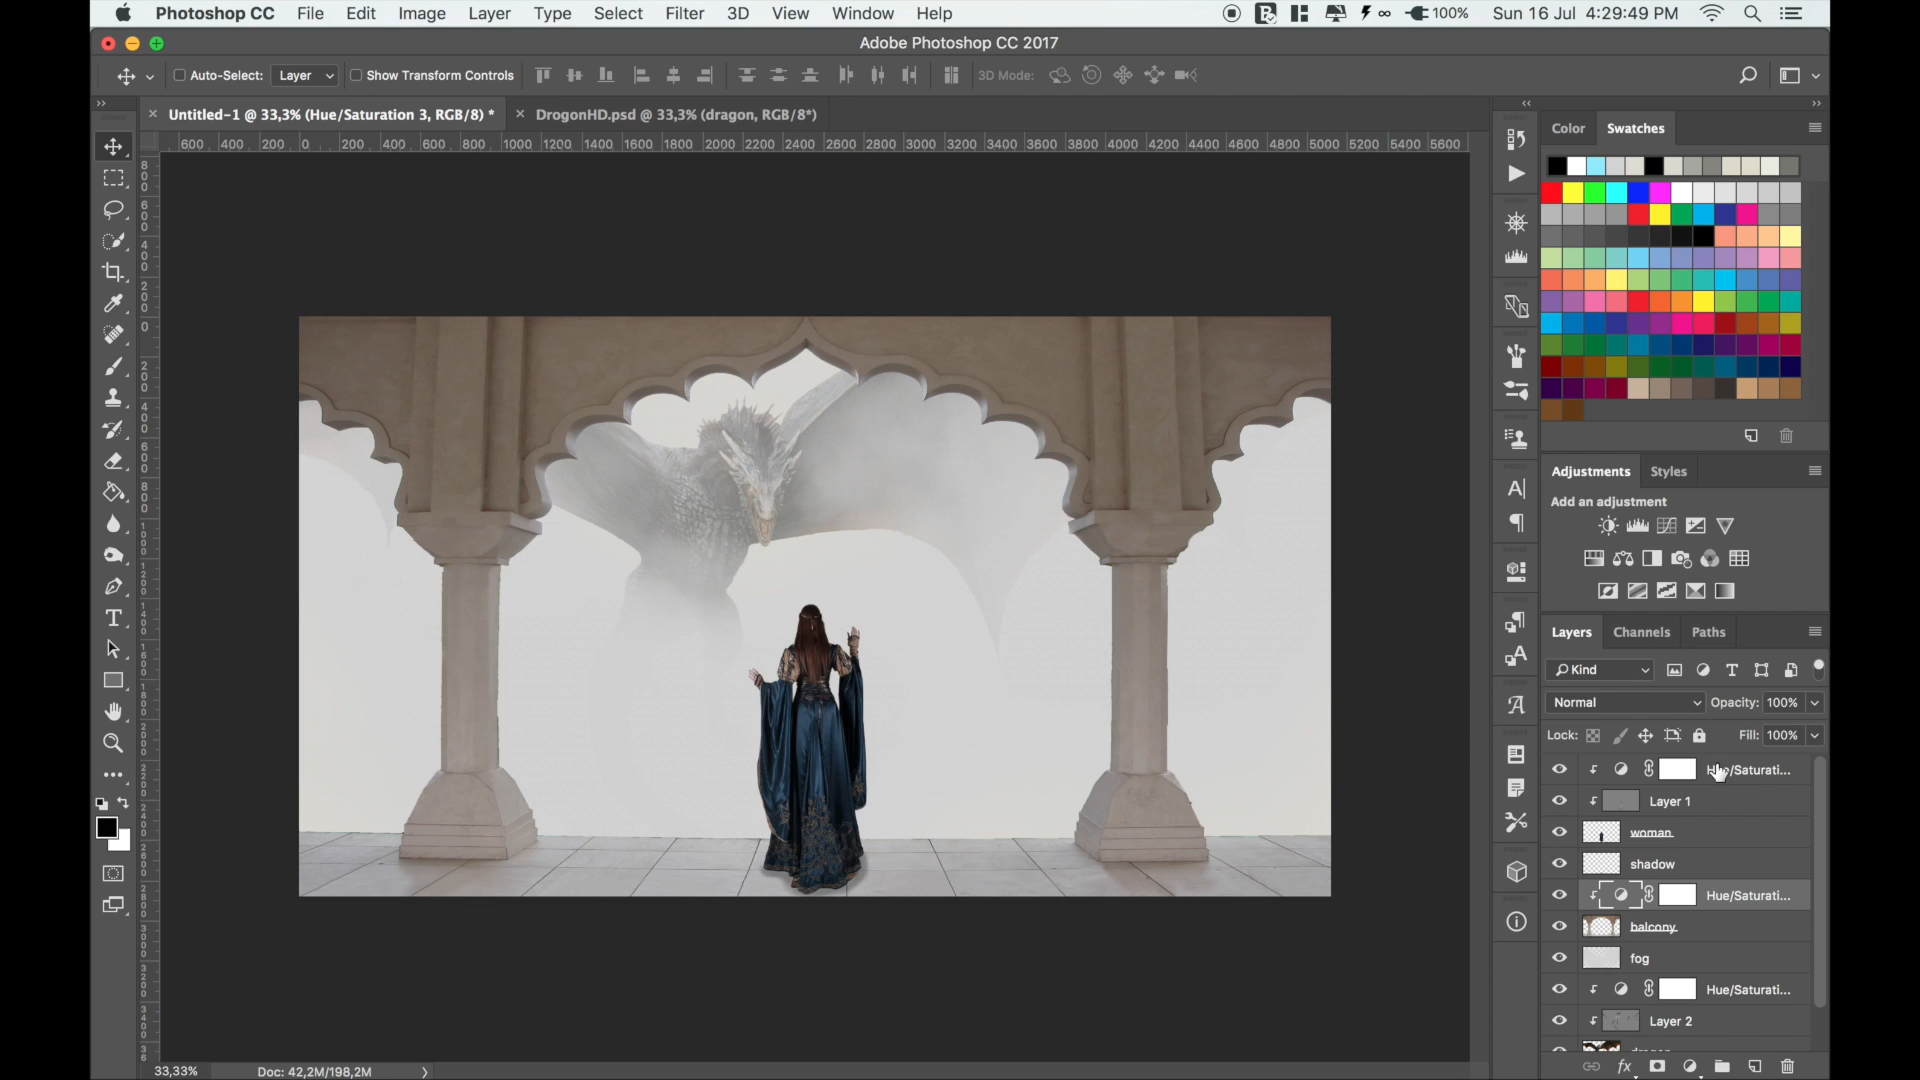 Photoshop CC File Edit Image Layer Type Select Filter 3D View Window Help 100% Sun 16 Jul 4:29:49 PM
Adobe Photoshop CC 2017
Auto-Select: Layer Show Transform Controls 3D Mode:
Untitled-1 @ 33,3% (Hue/Saturation 3, RGB/8) * DrogonHD.psd @ 33,3% (dragon, RGB/8*)
600 400 200 0 200 400 600 800 1000 1200 1400 1600 1800 2000 2200 2400 2600 2800 3000 3200 3400 3600 3800 4000 4200 4400 4600 4800 5000 5200 5400 5600
Color Swatches
Adjustments Styles
Add an adjustment
Layers Channels Paths
Kind
Normal Opacity: 100%
Lock: Fill: 100%
Hue/Saturati...
Layer 1
woman
shadow
Hue/Saturati...
balcony
fog
Hue/Saturati...
Layer 2
33,33% Doc: 42,2M/198,2M